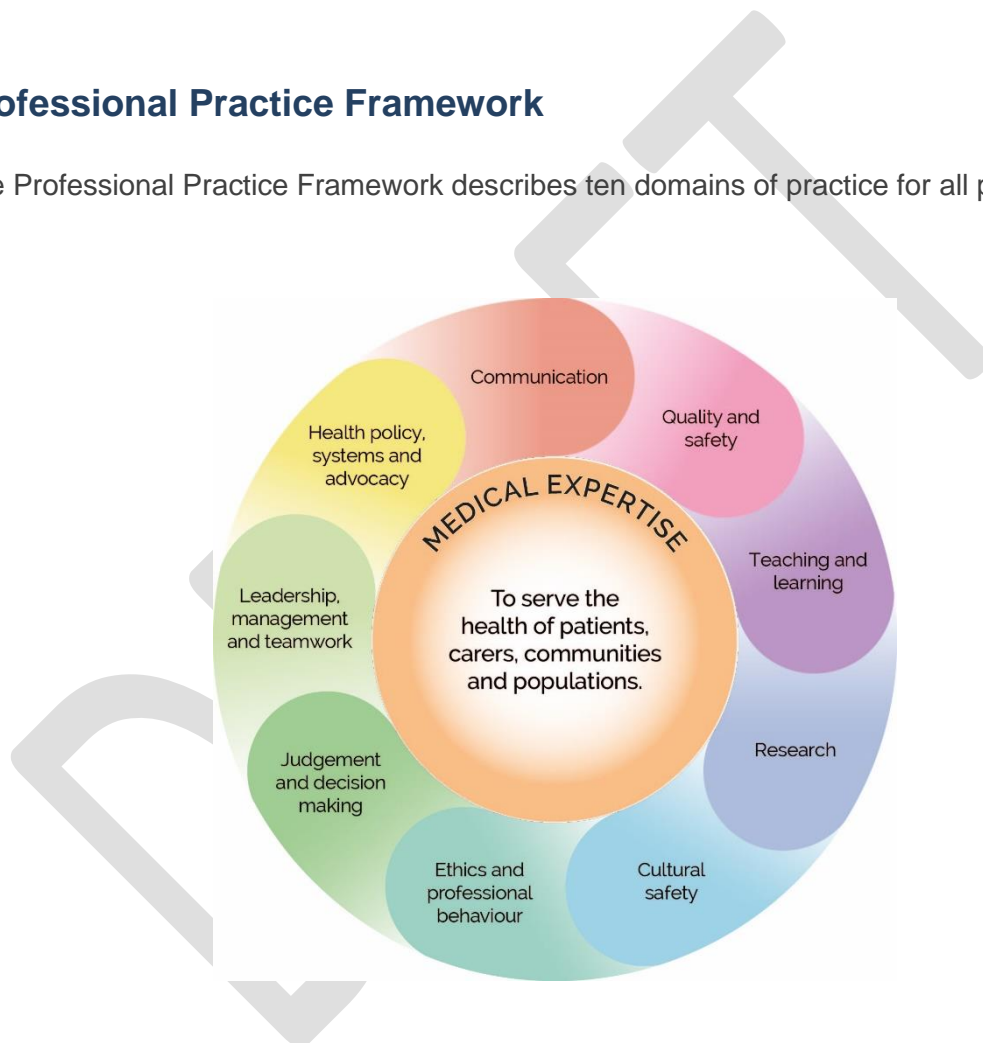 ofessional Practice Framework
e Professional Practice Framework describes ten domains of practice for all p
Communication
Quality and
safety
Health policy,
systems and
advocacy
MEDICAL EXPERTISE
Teaching and
learning
Leadership,
management
and teamwork
To serve the
health of patients,
carers, communities
and populations.
Research
Judgement
and decision
making
Ethics and
professional
behaviour
Cultural
safety